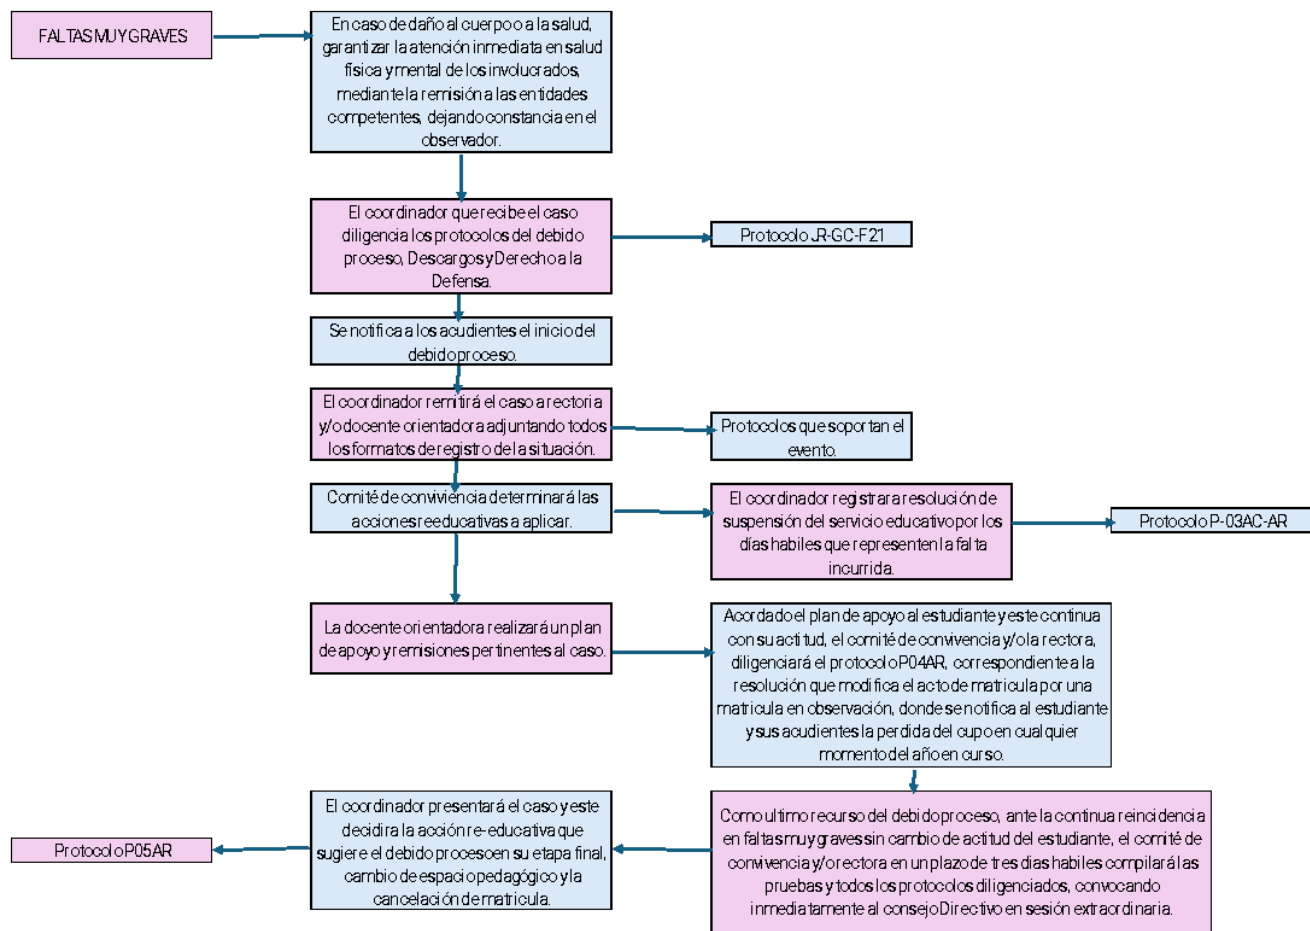 FALTAS MUY GRAVES
En caso de daño al cuerpo o a la salud,
garantizar la atención inmediata en salud
física y mental de los involucrados,
mediante la remisión a las entidades
competentes, dejando constancia en el
observador.
El coordinador que recibe el caso
diligencia los protocolos del debido
proceso, Descargos y Derecho a la
Defensa.
Protocolo JR-GC-F21
Se notifica a los acudientes el inicio del
debido proceso.
El coordinador remitirá el caso a rectoria
y/o docente orientadora adjuntando todos
los formatos de registro de la situación.
Protocolos que soportan el
evento.
Comité de conviviencia determinará las
acciones reeducativas a aplicar.
El coordinador registrara resolución de
suspensión del servicio educativo por los
días habiles que representen la falta
incurrida.
Protocolo P-03AC-AR
La docente orientadora realizará un plan
de apoyo y remisiones pertinentes al caso.
Acordado el plan de apoyo al estudiante y este continua
con su actitud, el comité de convivencia y/o la rectora,
diligenciará el protocolo P04AR, correspondiente a la
resolución que modifica el acto de matricula por una
matricula en observación, donde se notifica al estudiante
y sus acudientes la perdida del cupo en cualquier
momento del año en curso.
Como ultimo recurso del debido proceso, ante la continua reincidencia
en faltas muy graves sin cambio de actitud del estudiante, el comité de
convivencia y/o rectora en un plazo de tres dias habiles compilará las
pruebas y todos los protocolos diligenciados, convocando
inmediatamente al consejo Directivo en sesión extraordinaria.
El coordinador presentará el caso y este
decidira la acción re-educativa que
sugiere el debido proceso en su etapa final,
cambio de espacio pedagógico y la
cancelación de matricula.
Protocolo P05AR